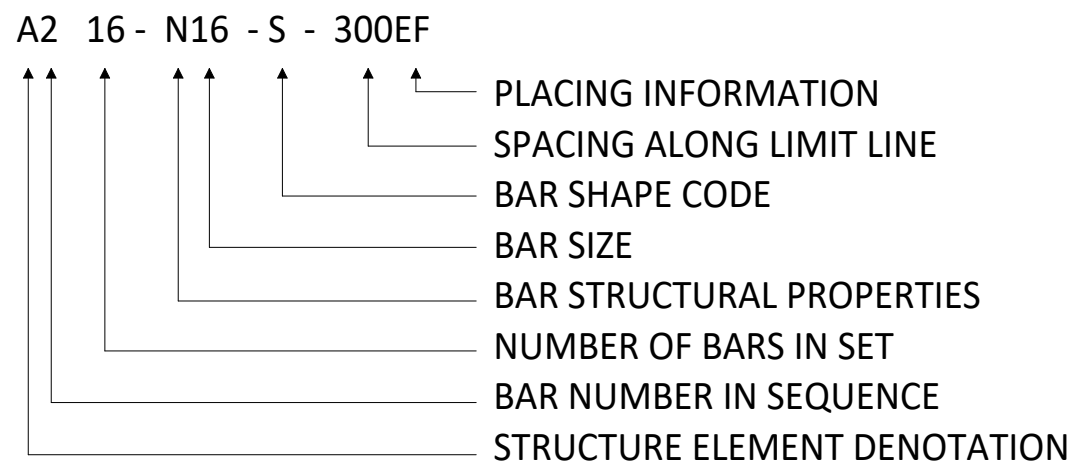 A2 16 - N16 - S - 300EF
PLACING INFORMATION
SPACING ALONG LIMIT LINE
BAR SHAPE CODE
BAR SIZE
BAR STRUCTURAL PROPERTIES
NUMBER OF BARS IN SET
BAR NUMBER IN SEQUENCE
STRUCTURE ELEMENT DENOTATION